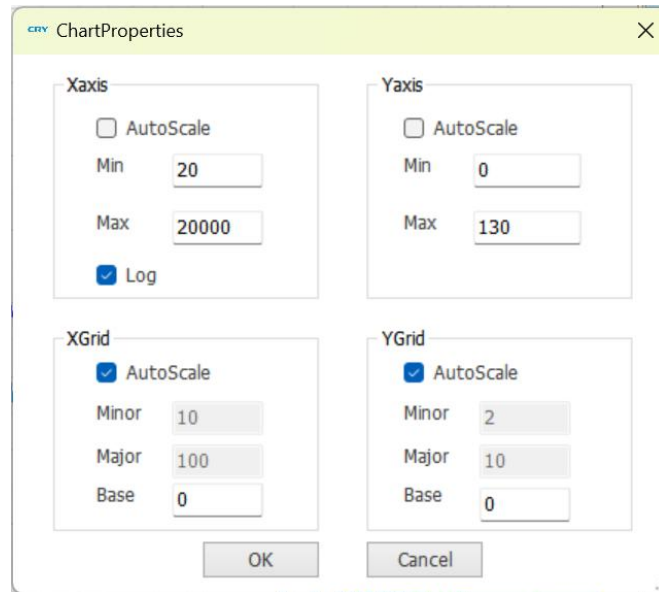 CRY ChartProperties
Xaxis
AutoScale
Min 20
Max 20000
Log
Yaxis
AutoScale
Min 0
Max 130
XGrid
AutoScale
Minor 10
Major 100
Base 0
YGrid
AutoScale
Minor 2
Major 10
Base 0
OK
Cancel